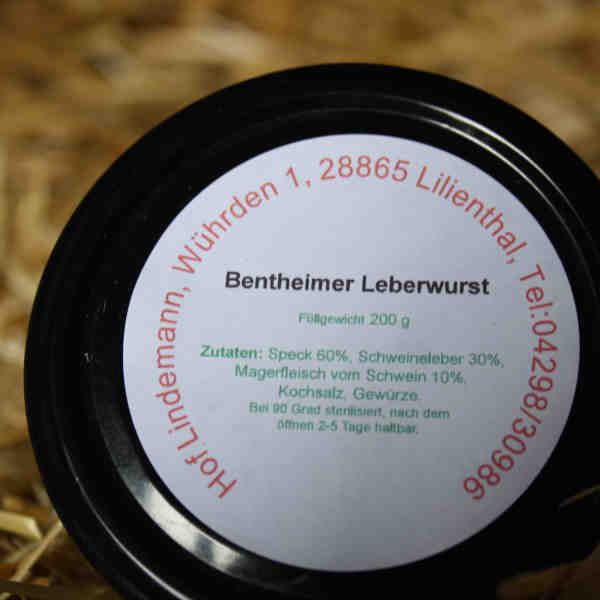 Hof Lindemann, Wührden 1, 28865 Lilienthal, Tel:04298/30986
Bentheimer Leberwurst
Füllgewicht 200 g
Zutaten: Speck 60%, Schweineleber 30%,
Magerfleisch vom Schwein 10%,
Kochsalz, Gewürze.
Bei 90 Grad sterilisiert, nach dem
öffnen 2-5 Tage haltbar.